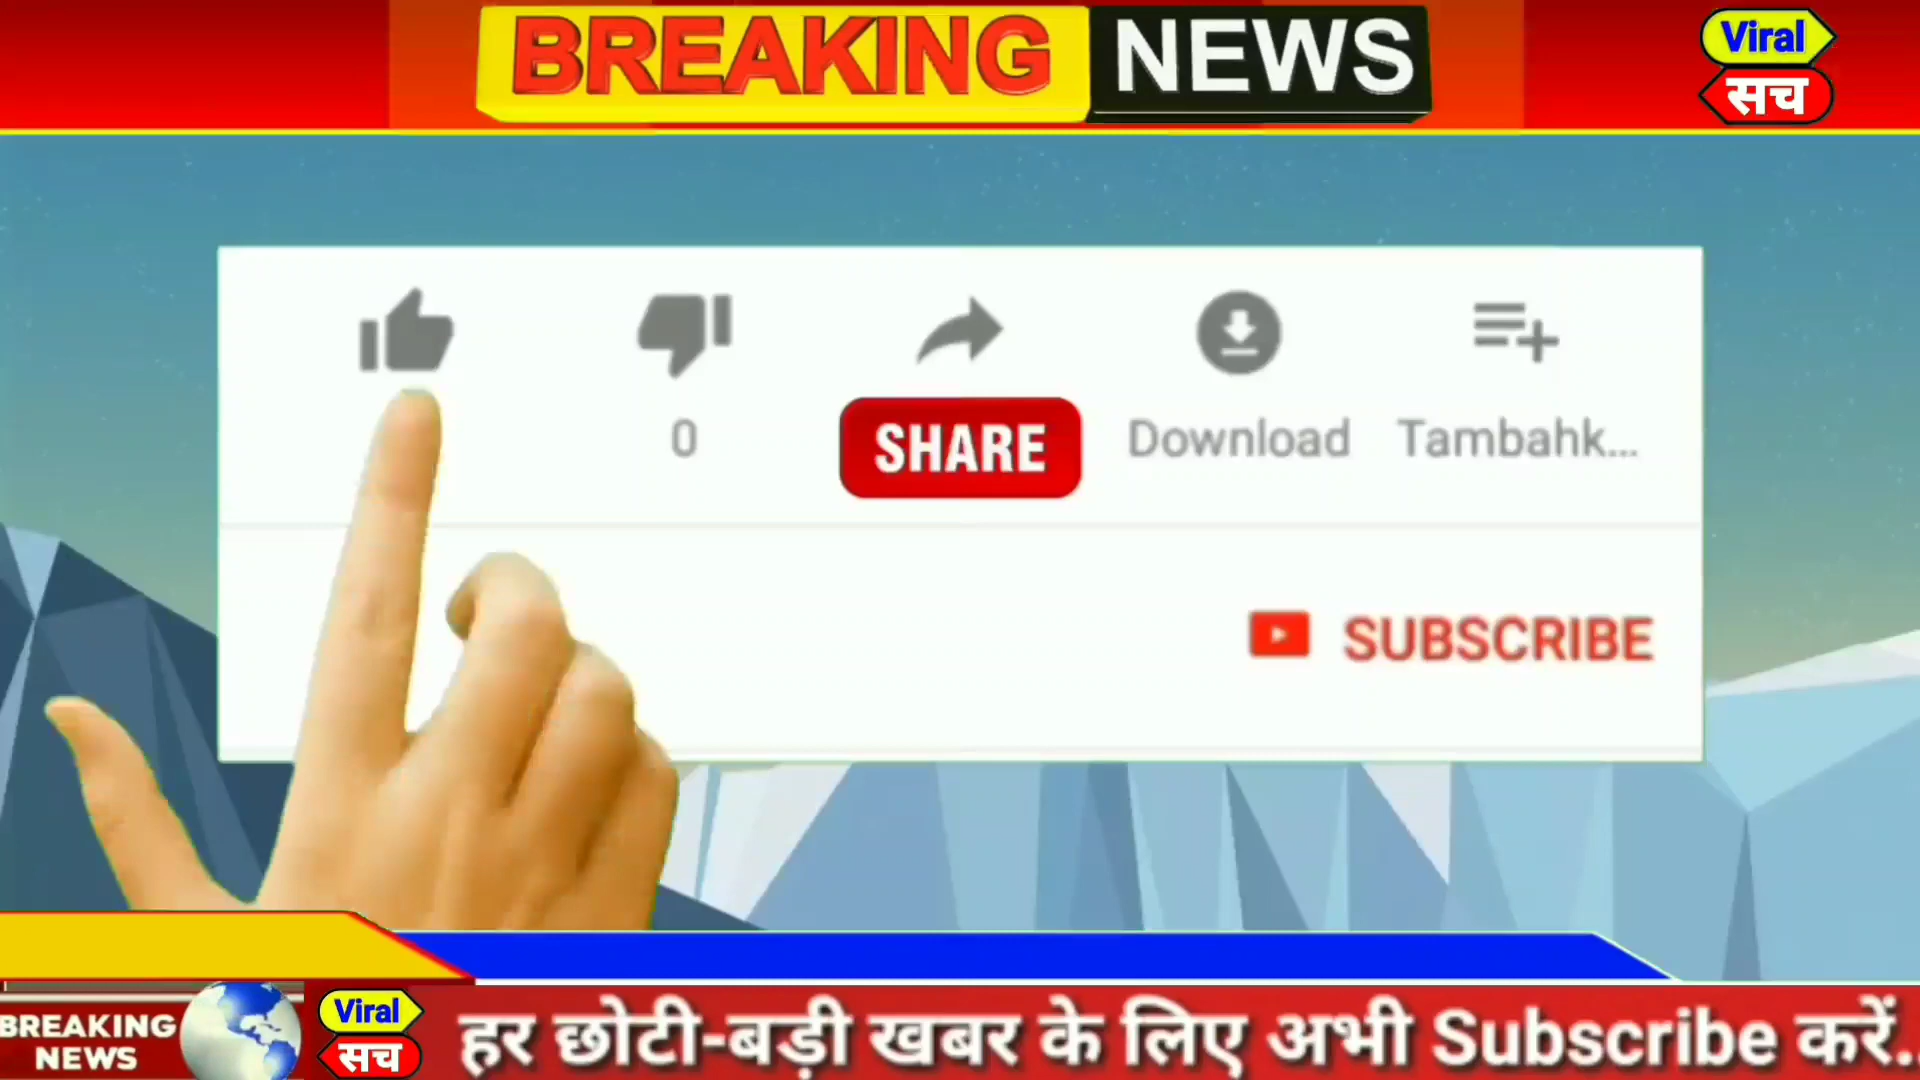 BREAKING NEWS
Viral
सच
0
SHARE
Download
Tambahk...
SUBSCRIBE
BREAKING
NEWS
Viral
सच
हर छोटी-बड़ी खबर के लिए अभी Subscribe करें..